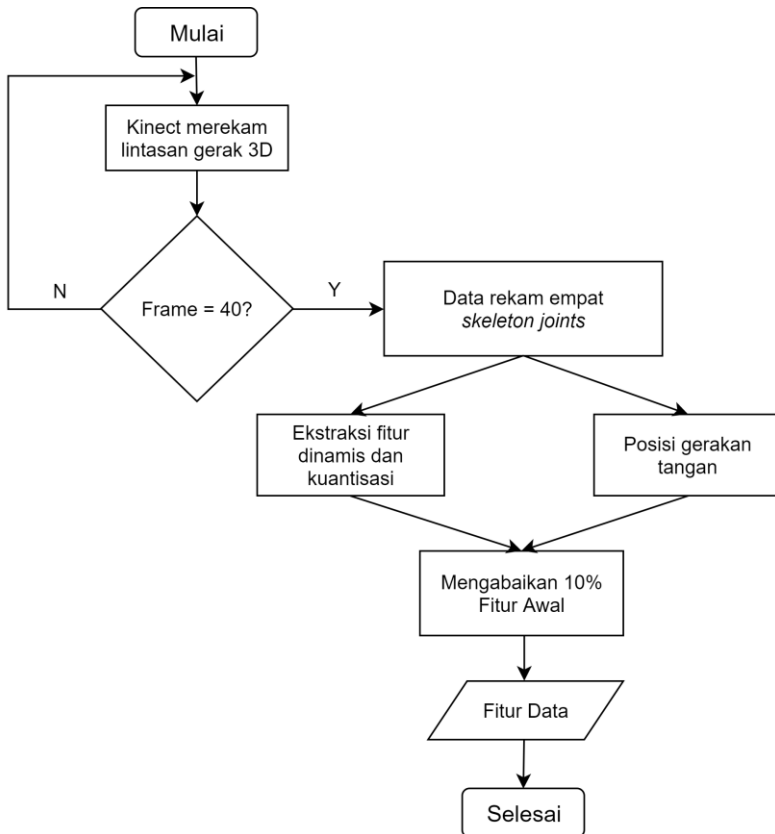 Mulai
Kinect merekam
lintasan gerak 3D
Frame = 40?
N
Y
Data rekam empat
skeleton joints
Ekstraksi fitur
dinamis dan
kuantisasi
Posisi gerakan
tangan
Mengabaikan 10%
Fitur Awal
Fitur Data
Selesai